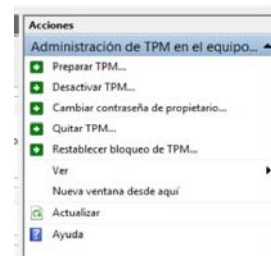 Acciones
Administración de TPM en el equipo...
Preparar TPM...
Desactivar TPM...
Cambiar contraseña de propietario...
Quitar TPM...
Restablecer bloqueo de TPM...
Ver
Nueva ventana desde aquí
Actualizar
Ayuda